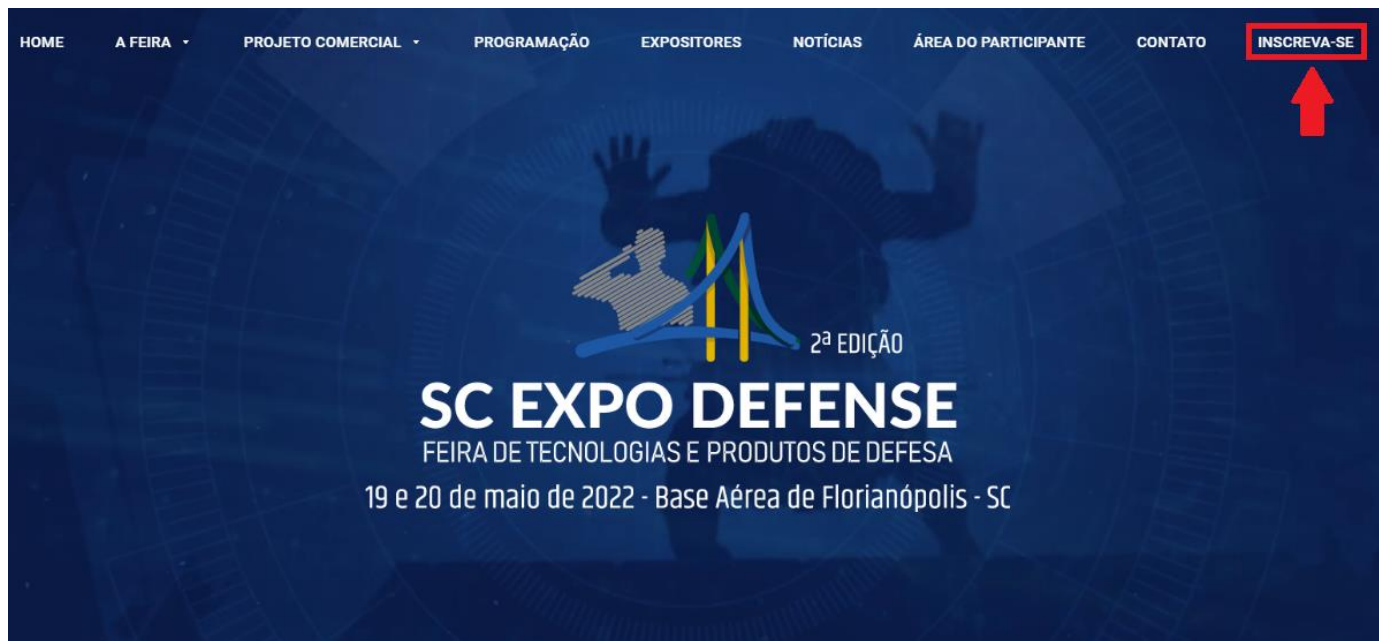 HOME A FEIRA PROJETO COMERCIAL PROGRAMAÇÃO EXPOSITORES NOTÍCIAS ÁREA DO PARTICIPANTE CONTATO INSCREVA-SE
2ª EDIÇÃO
SC EXPO DEFENSE
FEIRA DE TECNOLOGIAS E PRODUTOS DE DEFESA
19 e 20 de maio de 2022 - Base Aérea de Florianópolis - SC